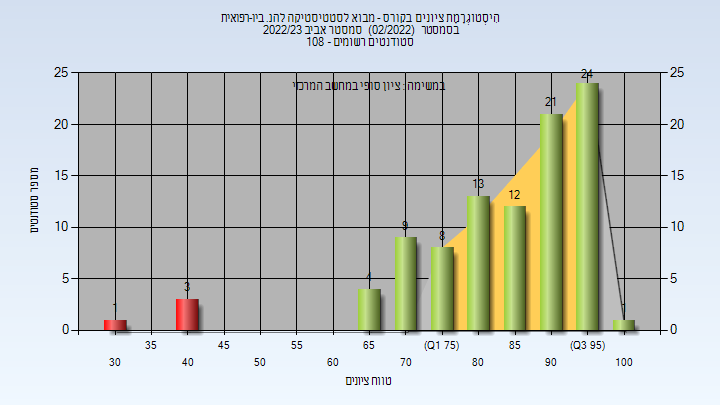 היסטוגרמת ציונים בקורס - מבוא לסטטיסטיקה להנ. ביו-רפואית
בסמסטר (02/2022) סמסטר אביב 2022/23
סטודנטים רשומים - 108
במשימה : ציון סופי במחשב המרכזי
25 25
20 20
15 15
10 10
5 5
0 0
מספר סטודנטים
1 3 4 9 8 13 12 21 24 1
35 45 55 65 (Q1 75) 85 (Q3 95)
30 40 50 60 70 80 90 100
טווח ציונים